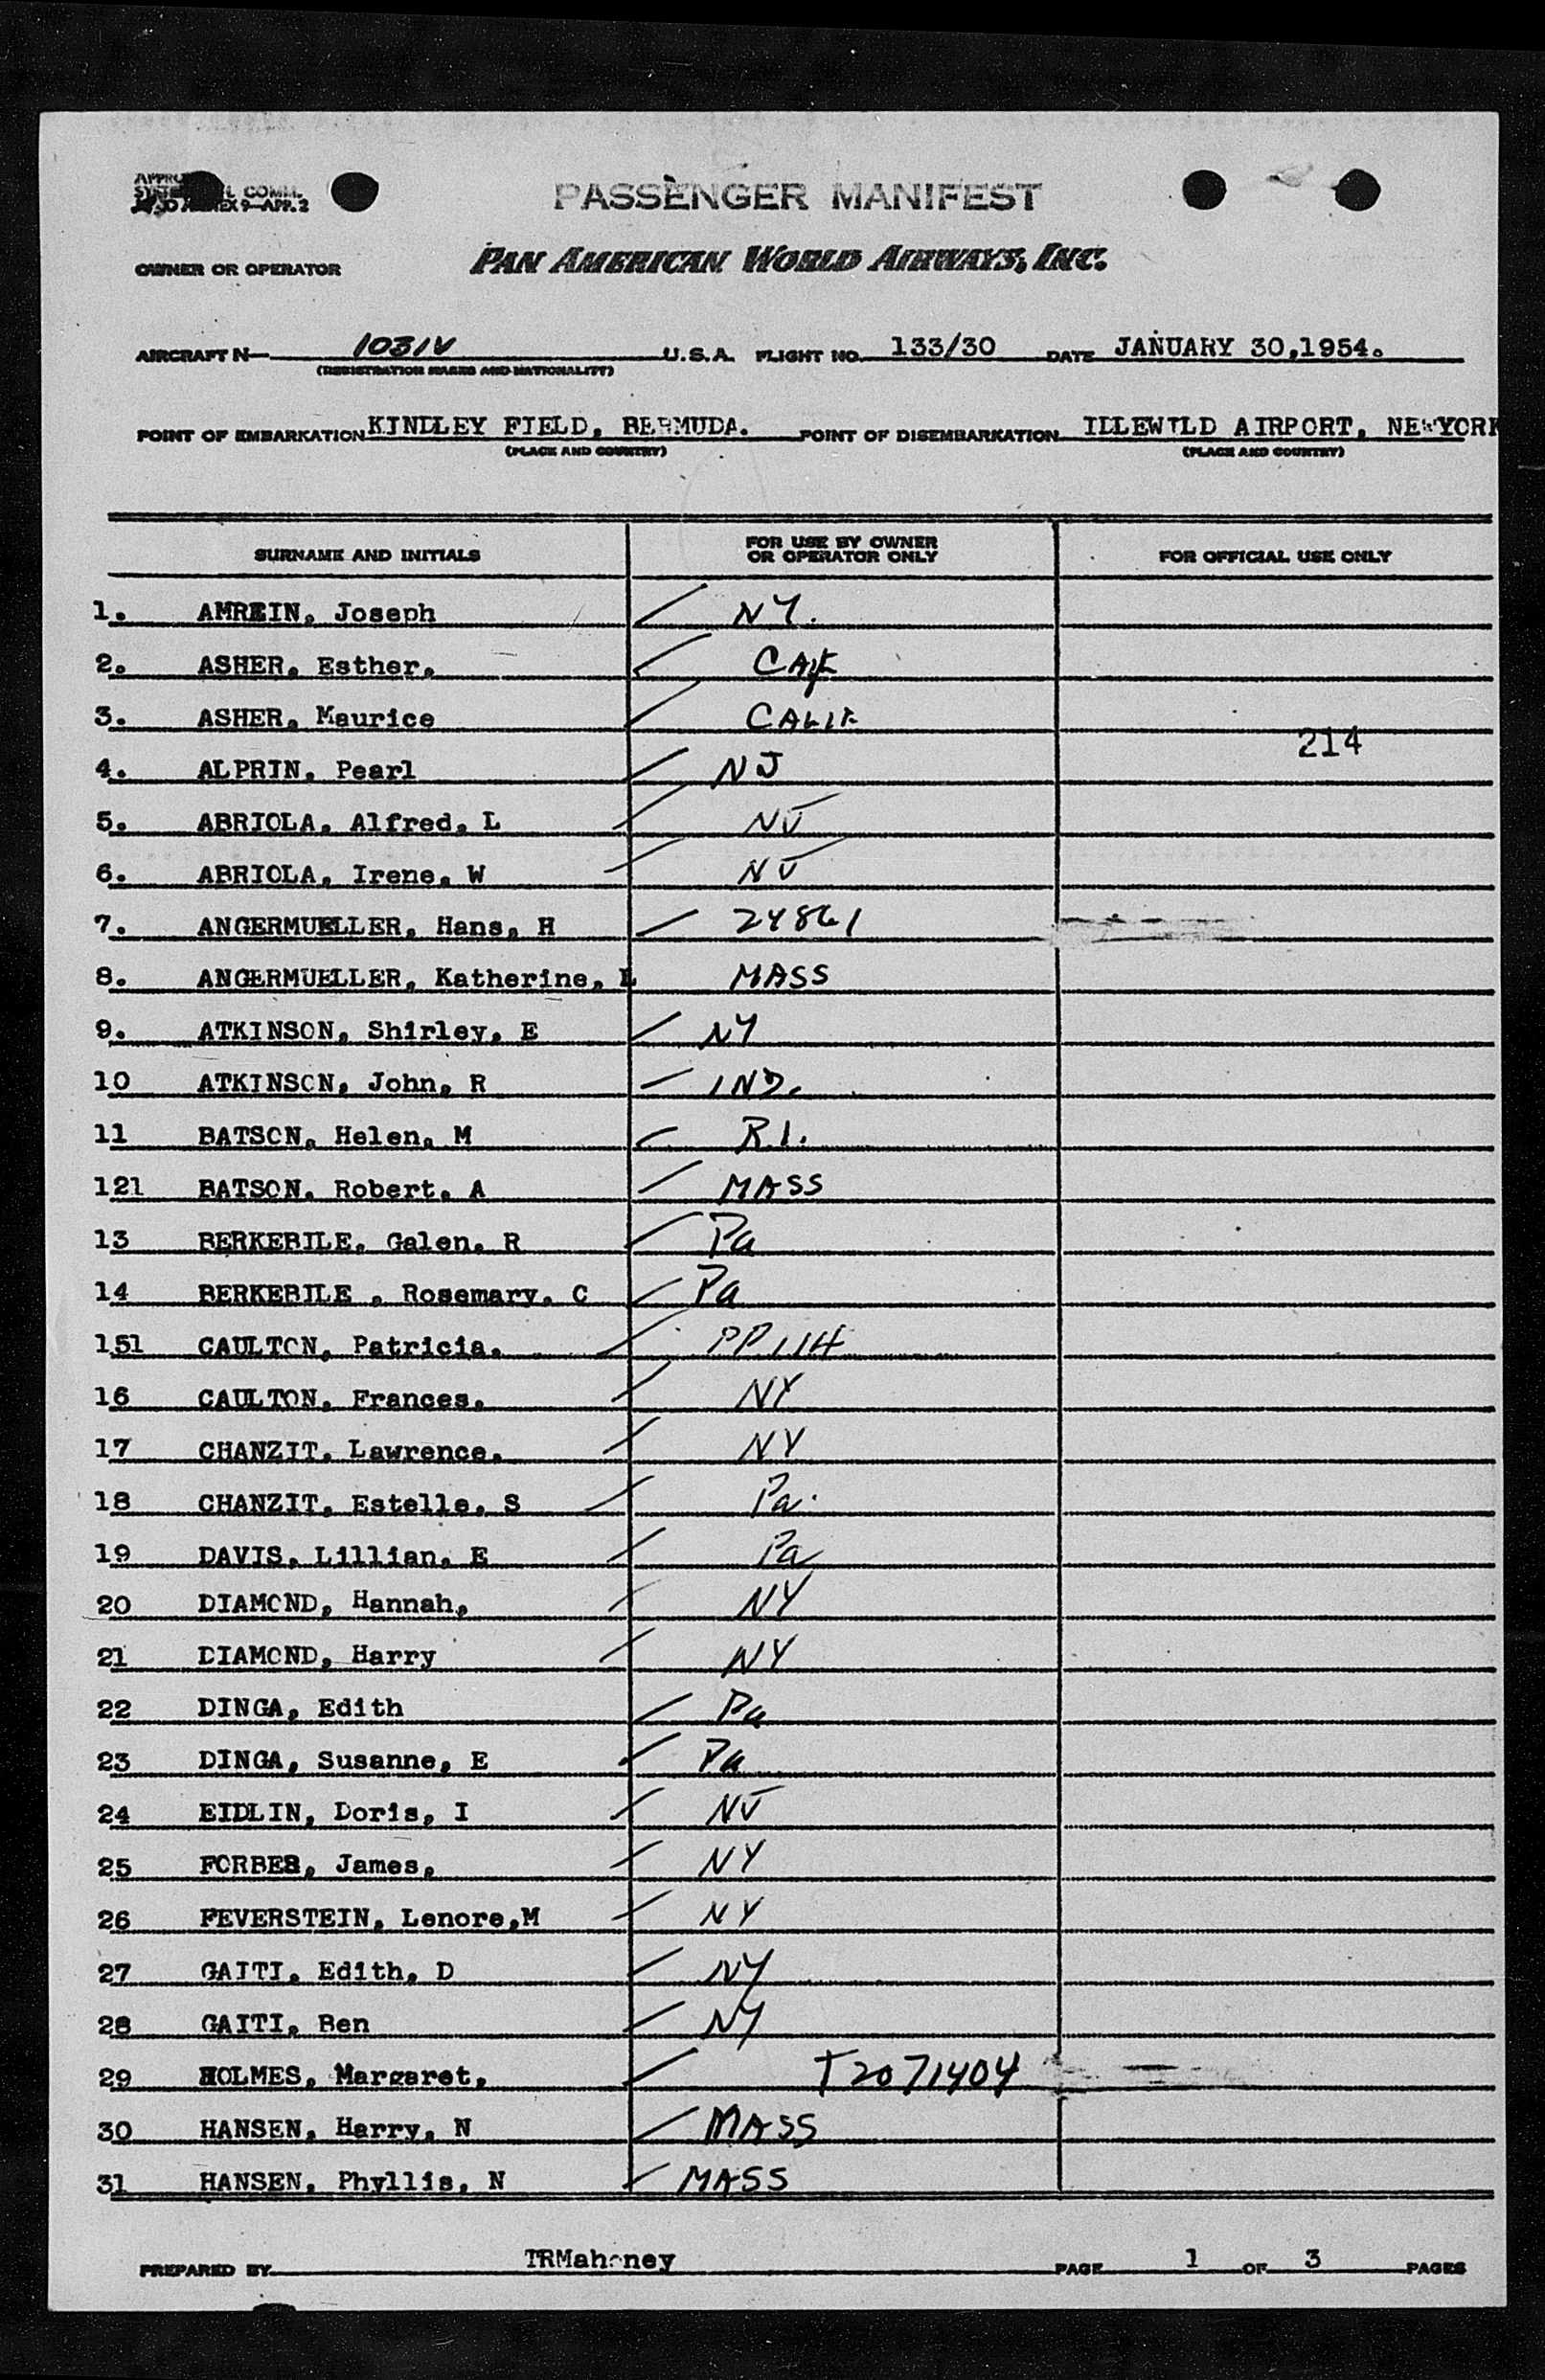 PASSENGER MANIFEST
OWNER OR OPERATOR PAN AMERICAN WORLD AIRWAYS, INC.
AIRCRAFT N 1031V U.S.A. FLIGHT NO. 133/30 DATE JANUARY 30,1954.
(REGISTRATION MARKS AND NATIONALITY)
POINT OF EMBARKATION KINDLEY FIELD, BERMUDA. POINT OF DISEMBARKATION IDLEWILD AIRPORT, NEWYORK
(PLACE AND COUNTRY) (PLACE AND COUNTRY)
SURNAME AND INITIALS FOR USE BY OWNER OR OPERATOR ONLY FOR OFFICIAL USE ONLY
1. AMREIN, Joseph NY.
2. ASHER, Esther,
3. ASHER, Maurice CALIF
214
4. ALPRIN, Pearl NJ
5. ABRIOLA, Alfred, L NJ
6. ABRIOLA, Irene, W NJ
7. ANGERMUELLER, Hans, H 24861
8. ANGERMUELLER, Katherine, L MASS
9. ATKINSON, Shirley, E NY
10 ATKINSON, John, R IND.
11 BATSON, Helen, M R.I.
121 BATSON, Robert, A MASS
13 BERKEBILE, Galen, R Pa
14 BERKEBILE , Rosemary, C Pa
151 CAULTON, Patricia, PP114
16 CAULTON, Frances, NY
17 CHANZIT, Lawrence, NY
18 CHANZIT, Estelle, S Pa.
19 DAVIS, Lillian, E Pa
20 DIAMOND, Hannah, NY
21 DIAMOND, Harry NY
22 DINGA, Edith Pa
23 DINGA, Susanne, E Pa
24 EIDLIN, Doris, I NJ
25 FORBES, James, NY
26 FEVERSTEIN, Lenore,M NY
27 GAITI, Edith, D NY
28 GAITI, Ben NY
29 HOLMES, Margaret, T2071404
30 HANSEN, Harry, N MASS
31 HANSEN, Phyllis, N MASS
PREPARED BY TRMahoney PAGE 1 OF 3 PAGES